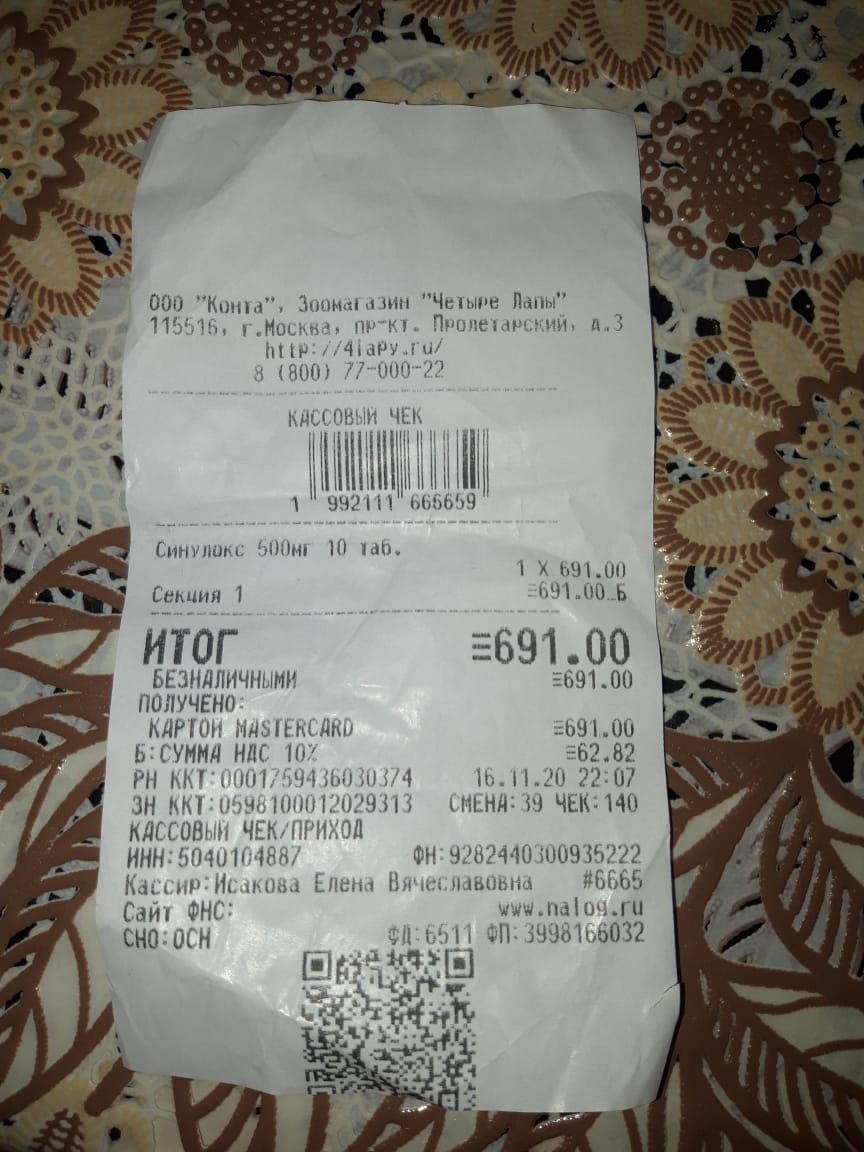 ООО "Конта", Зоомагазин "Четыре Лапы"
115516, г.Москва, пр-кт. Пролетарский, д.3
http://4lapy.ru/
8 (800) 77-000-22
КАССОВЫЙ ЧЕК
1 992111 665659
Синулокс 500мг 10 таб.
1 X 691.00
Секция 1 ≡691.00_Б
ИТОГ ≡691.00
БЕЗНАЛИЧНЫМИ ≡691.00
ПОЛУЧЕНО:
КАРТОЙ MASTERCARD ≡691.00
Б:СУММА НДС 10% ≡62.82
РН ККТ:0001759436030374 16.11.20 22:07
ЗН ККТ:0598100012029313 СМЕНА:39 ЧЕК:140
КАССОВЫЙ ЧЕК/ПРИХОД
ИНН:5040104887 ФН:9282440300935222
Кассир:Исакова Елена Вячеславовна #6665
Сайт ФНС: www.nalog.ru
СНО:ОСН ФД:6511 ФП:3998166032